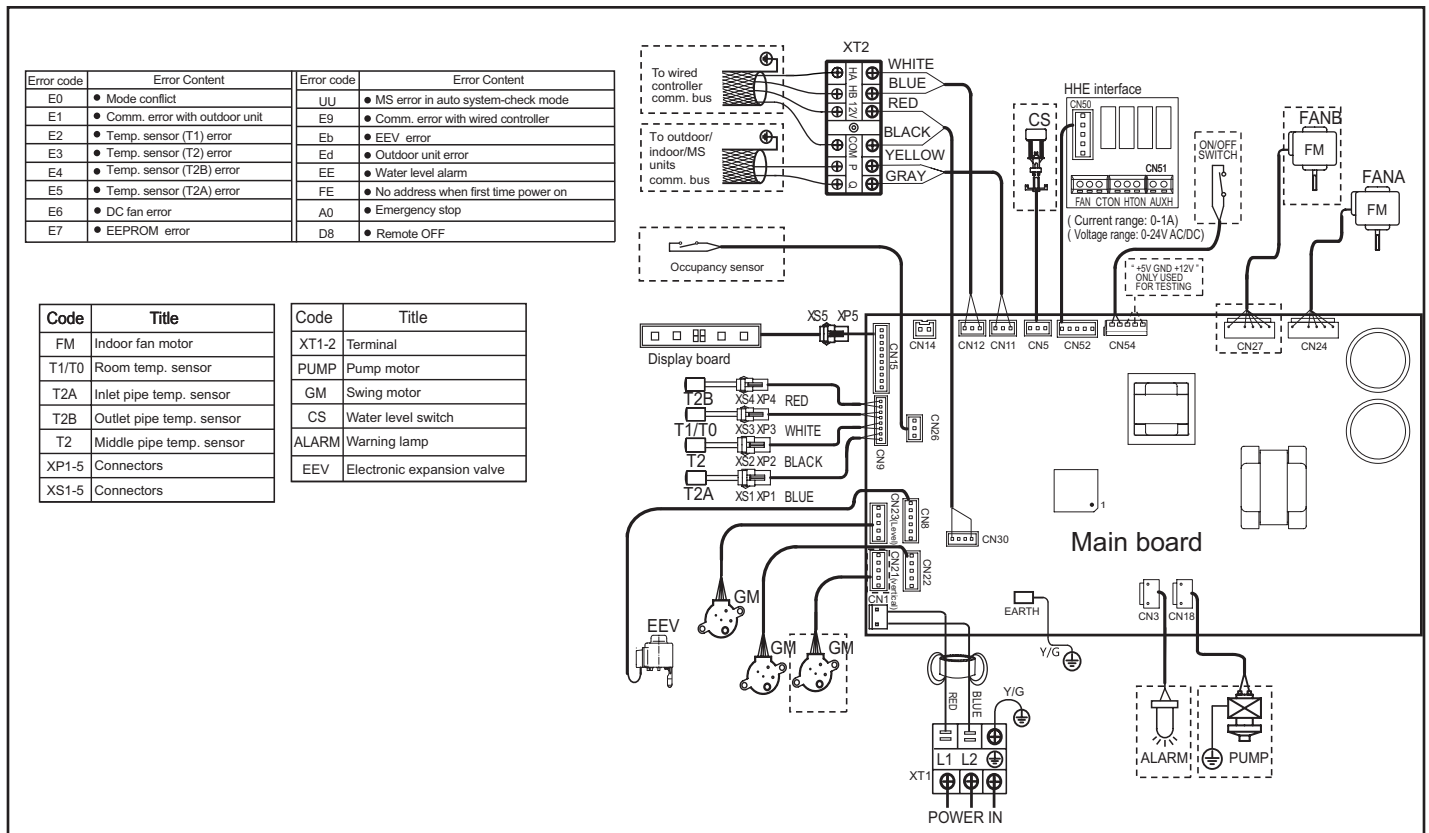 Error code Error Content Error code Error Content
E0 ● Mode conflict UU ● MS error in auto system-check mode
E1 ● Comm. error with outdoor unit E9 ● Comm. error with wired controller
E2 ● Temp. sensor (T1) error Eb ● EEV error
E3 ● Temp. sensor (T2) error Ed ● Outdoor unit error
E4 ● Temp. sensor (T2B) error EE ● Water level alarm
E5 ● Temp. sensor (T2A) error FE ● No address when first time power on
E6 ● DC fan error A0 ● Emergency stop
E7 ● EEPROM error D8 ● Remote OFF
Code Title
FM Indoor fan motor
T1/T0 Room temp. sensor
T2A Inlet pipe temp. sensor
T2B Outlet pipe temp. sensor
T2 Middle pipe temp. sensor
XP1-5 Connectors
XS1-5 Connectors
Code Title
XT1-2 Terminal
PUMP Pump motor
GM Swing motor
CS Water level switch
ALARM Warning lamp
EEV Electronic expansion valve
To wired
controller
comm. bus
To outdoor/
indoor/MS
units
comm. bus
XT2
HA
HB
12V
COM
P
Q
WHITE
BLUE
RED
BLACK
YELLOW
GRAY
CS
HHE interface
CN50
CN51
FAN CTON HTON AUXH
( Current range: 0-1A)
( Voltage range: 0-24V AC/DC)
ON/OFF
SWITCH
" +5V GND +12V "
ONLY USED
FOR TESTING
FANB
FM
FANA
FM
Occupancy sensor
Display board
XS5 XP5
CN15
CN14
CN12
CN11
CN5
CN52
CN54
CN27
CN24
T2B
XS4 XP4 RED
T1/T0
XS3 XP3 WHITE
T2
XS2 XP2 BLACK
T2A
XS1 XP1 BLUE
CN9
CN26
CN23(Level)
CN8
CN21(vertical)
CN22
CN30
CN1
1
Main board
EARTH
Y/G
CN3
CN18
EEV
GM
GM
GM
RED
BLUE
Y/G
L1 L2
XT1
POWER IN
ALARM
PUMP